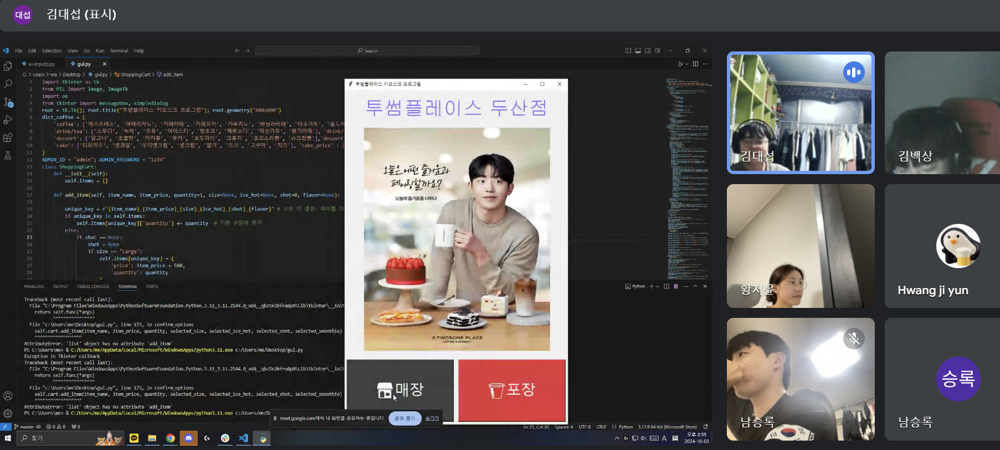 대섭
김대섭 (표시)
File Edit Selection View Go Run Terminal Help
Search
a=input().py
gul.py
C: > Users > me > Desktop > gul.py > ShoppingCart > add_item
1 import tkinter as tk
2 from PIL import Image, ImageTk
3 import os
4 from tkinter import messagebox, simpledialog
5 root = tk.Tk(); root.title("투썸플레이스 키오스크 프로그램"); root.geometry("600x900")
6 dict_coffee = {
7 'coffee': ['에스프레소', '아메리카노', '카페라떼', '카페모카', '카푸치노', '바닐라라떼', '아포가토', '콜드브
8 'drink/tea': ['스무디', '녹차', '우유', '아이스티', '핫초코', '메론소다', '미숫가루', '딸기라떼'], 'drink/
9 'dessert': ['달고나', '초콜릿', '마카롱', '쿠키', '호두파이', '크룽지', '초코소라빵', '슈크림빵'],'dessert
10 'cake': ['티라미수', '생과일', '쿠키앤크림', '생크림', '딸기', '초코', '고구마', '치즈'], 'cake_price' : [
11 }
12 ADMIN_ID = "admin"; ADMIN_PASSWORD = "1234"
13 class ShoppingCart:
14 def __init__(self):
15 self.items = {}
16
17 def add_item(self, item_name, item_price, quantity=1, size=None, ice_hot=None, shot=0, flavor=None):
18
19 unique_key = f"{item_name}_{item_price}_{size}_{ice_hot}_{shot}_{flavor}" # 고유 키 생성: 아이템 이
20 if unique_key in self.items:
21 self.items[unique_key]['quantity'] += quantity # 기존 수량에 추가
22 else:
23 if shot == None:
24 shot = None
25 if size == "Large":
26 self.items[unique_key] = {
27 'price': item_price + 500,
28 'quantity': quantity
PROBLEMS OUTPUT DEBUG CONSOLE TERMINAL PORTS
Python
Traceback (most recent call last):
File "C:\Program Files\WindowsApps\PythonSoftwareFoundation.Python.3.11_3.11.2544.0_x64__qbz5n2kfra8p0\Lib\tkinter\__init
return self.func(*args)
^^^^^^^^^^^^^^^^
File "c:\Users\me\Desktop\gul.py", line 173, in confirm_options
self.cart.add_item(item_name, item_price, quantity, selected_size, selected_ice_hot, selected_shot, selected_smoothie)
^^^^^^^^^^^^^^^^^^
AttributeError: 'list' object has no attribute 'add_item'
PS C:\Users\me> & C:/Users/me/AppData/Local/Microsoft/WindowsApps/python3.11.exe c:/Users/me/Desktop/gul.py
Exception in Tkinter callback
Traceback (most recent call last):
File "C:\Program Files\WindowsApps\PythonSoftwareFoundation.Python.3.11_3.11.2544.0_x64__qbz5n2kfra8p0\Lib\tkinter\__init
return self.func(*args)
^^^^^^^^^^^^^^^^
File "c:\Users\me\Desktop\gul.py", line 173, in confirm_options
self.cart.add_item(item_name, item_price, quantity, selected_size, selected_ice_hot, selected_shot, selected_smoothie)
^^^^^^^^^^^^^^^^^^
AttributeError: 'list' object has no attribute 'add_item'
PS C:\Users\me> & C:/Users/me/AppData/Local/Microsoft/WindowsApps/python3.11.exe c:/Users/me/De
투썸플레이스 키오스크 프로그램
투썸플레이스 두산점
오늘은 어떤 즐거움과
페어링할까요?
오늘에 즐거움을 더하다
A TWOSOME PLACE
COFFEE & DESSERT
매장
포장
meet.google.com에서 내 화면을 공유하는 중입니다.
공유 중지
숨기기
master
0 0
0
Ln 23, Col 30 Spaces: 4 UTF-8 CRLF Python 3.11.9 64-bit (Microsoft Store)
찾기
TALK
A
오후 8:55
2024-10-03
김대섭
김백상
황지윤
Hwang ji yun
남승록
승록
남승록